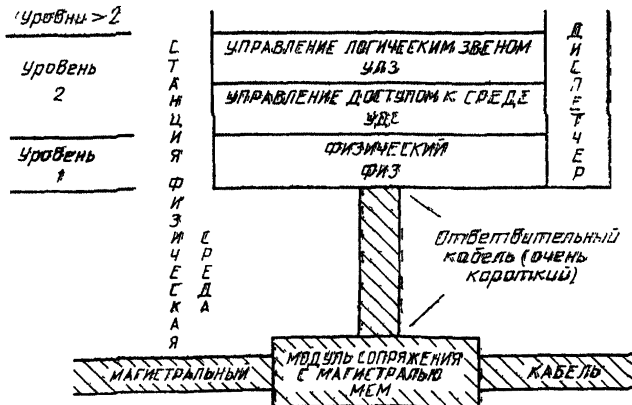 Уровни > 2
УПРАВЛЕНИЕ ЛОГИЧЕСКИМ ЗВЕНОМ
УЛЗ
Уровень
2
УПРАВЛЕНИЕ ДОСТУПОМ К СРЕДЕ
УДС
Уровень
1
ФИЗИЧЕСКИЙ
ФИЗ
ДИСПЕТЧЕР
СТАНЦИЯ
ФИЗИЧЕСКАЯ
СРЕДА
Ответвительный
кабель (очень
короткий)
МАГИСТРАЛЬНЫЙ
МОДУЛЬ СОПРЯЖЕНИЯ
С МАГИСТРАЛЬЮ
МСМ
КАБЕЛЬ